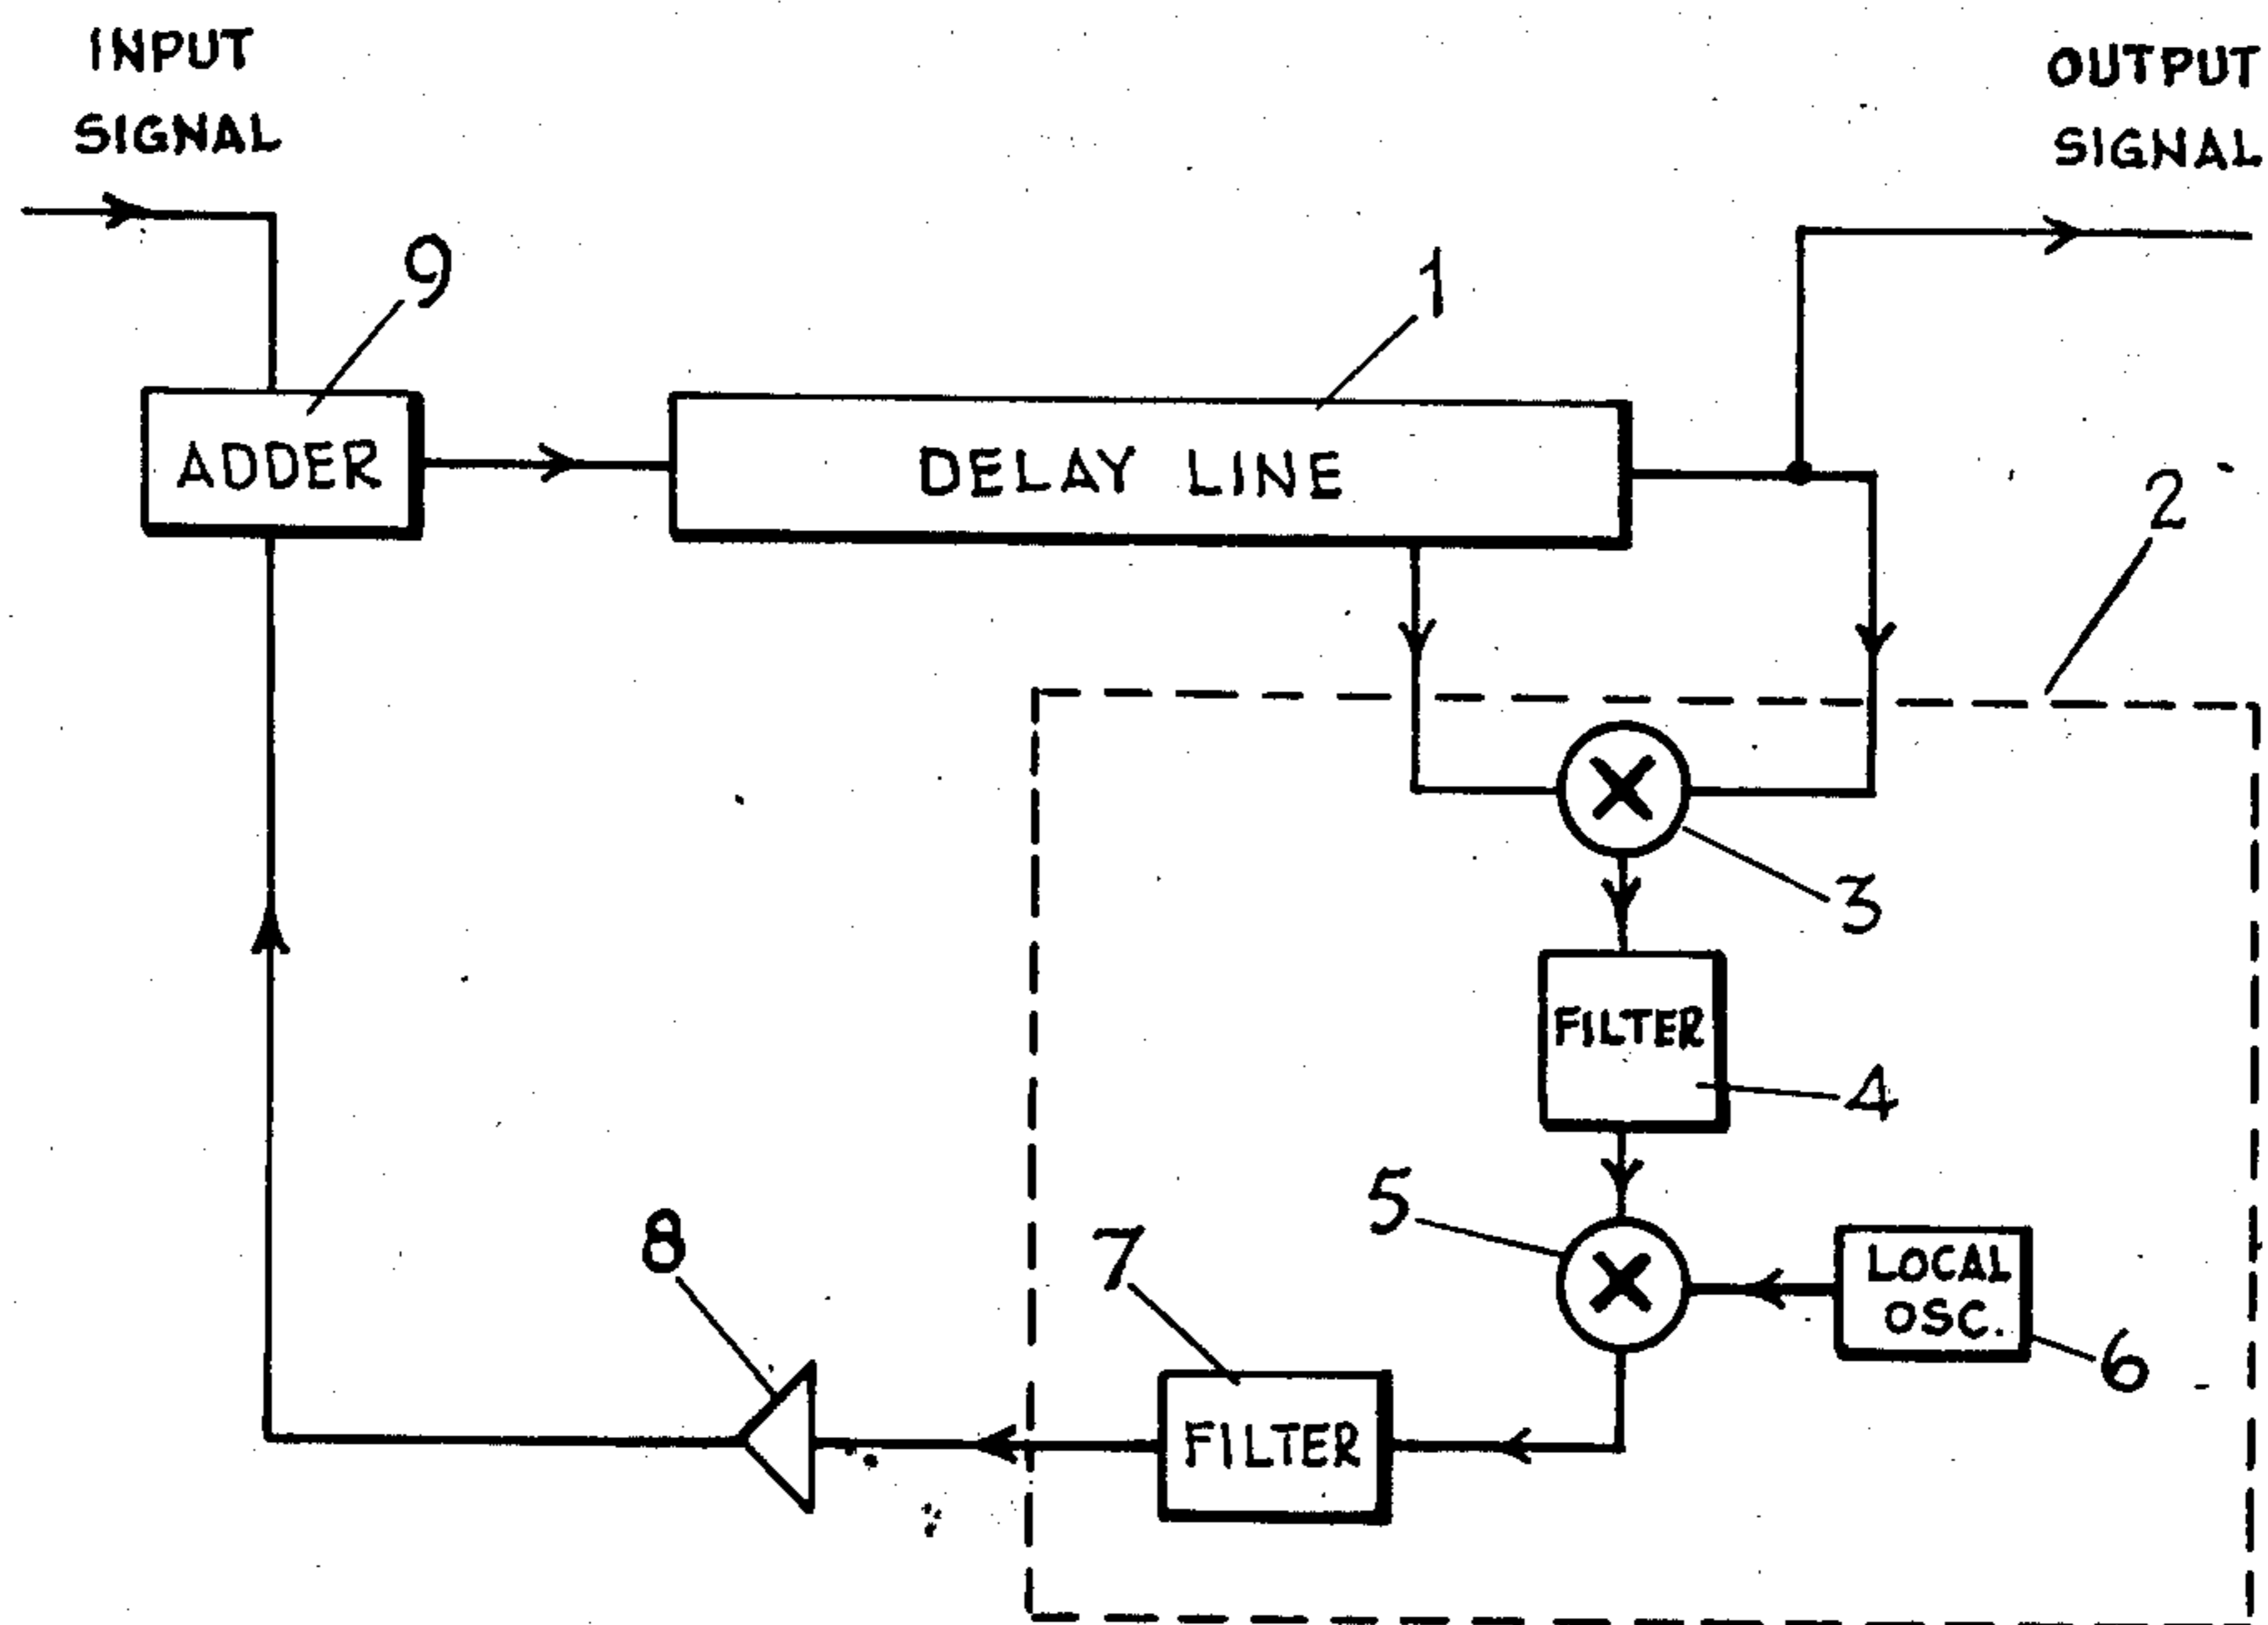 INPUT
SIGNAL
OUTPUT
SIGNAL
9
1
ADDER
DELAY LINE
2
3
FILTER
4
5
LOCAL
OSC.
6
7
8
FILTER